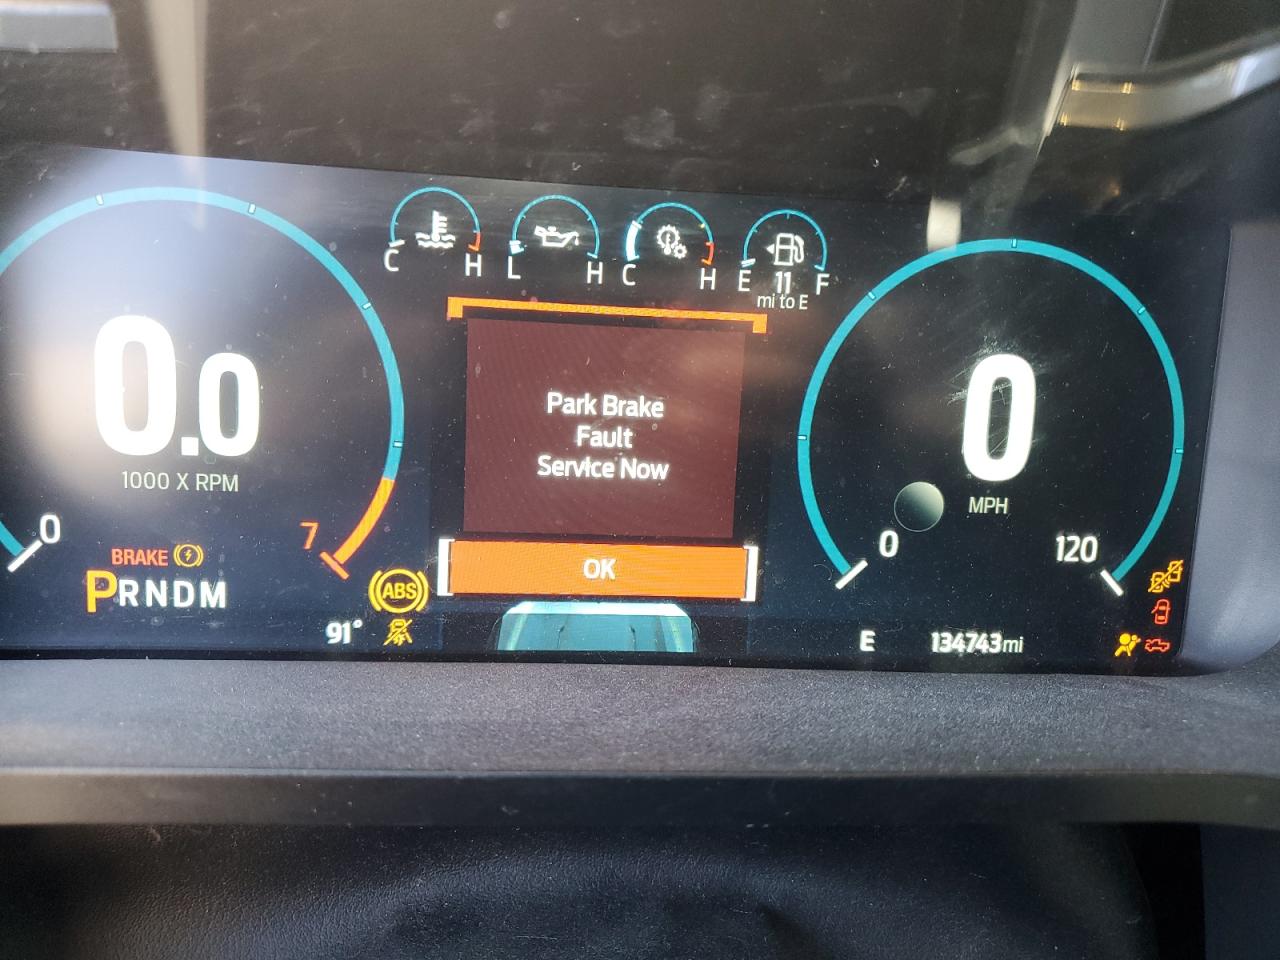 C H L H C H E 11 F
mi to E
0.0
1000 X RPM
0
7
BRAKE
PRNDM
ABS
91°
Park Brake
Fault
Service Now
OK
0
MPH
0
120
E
134743mi